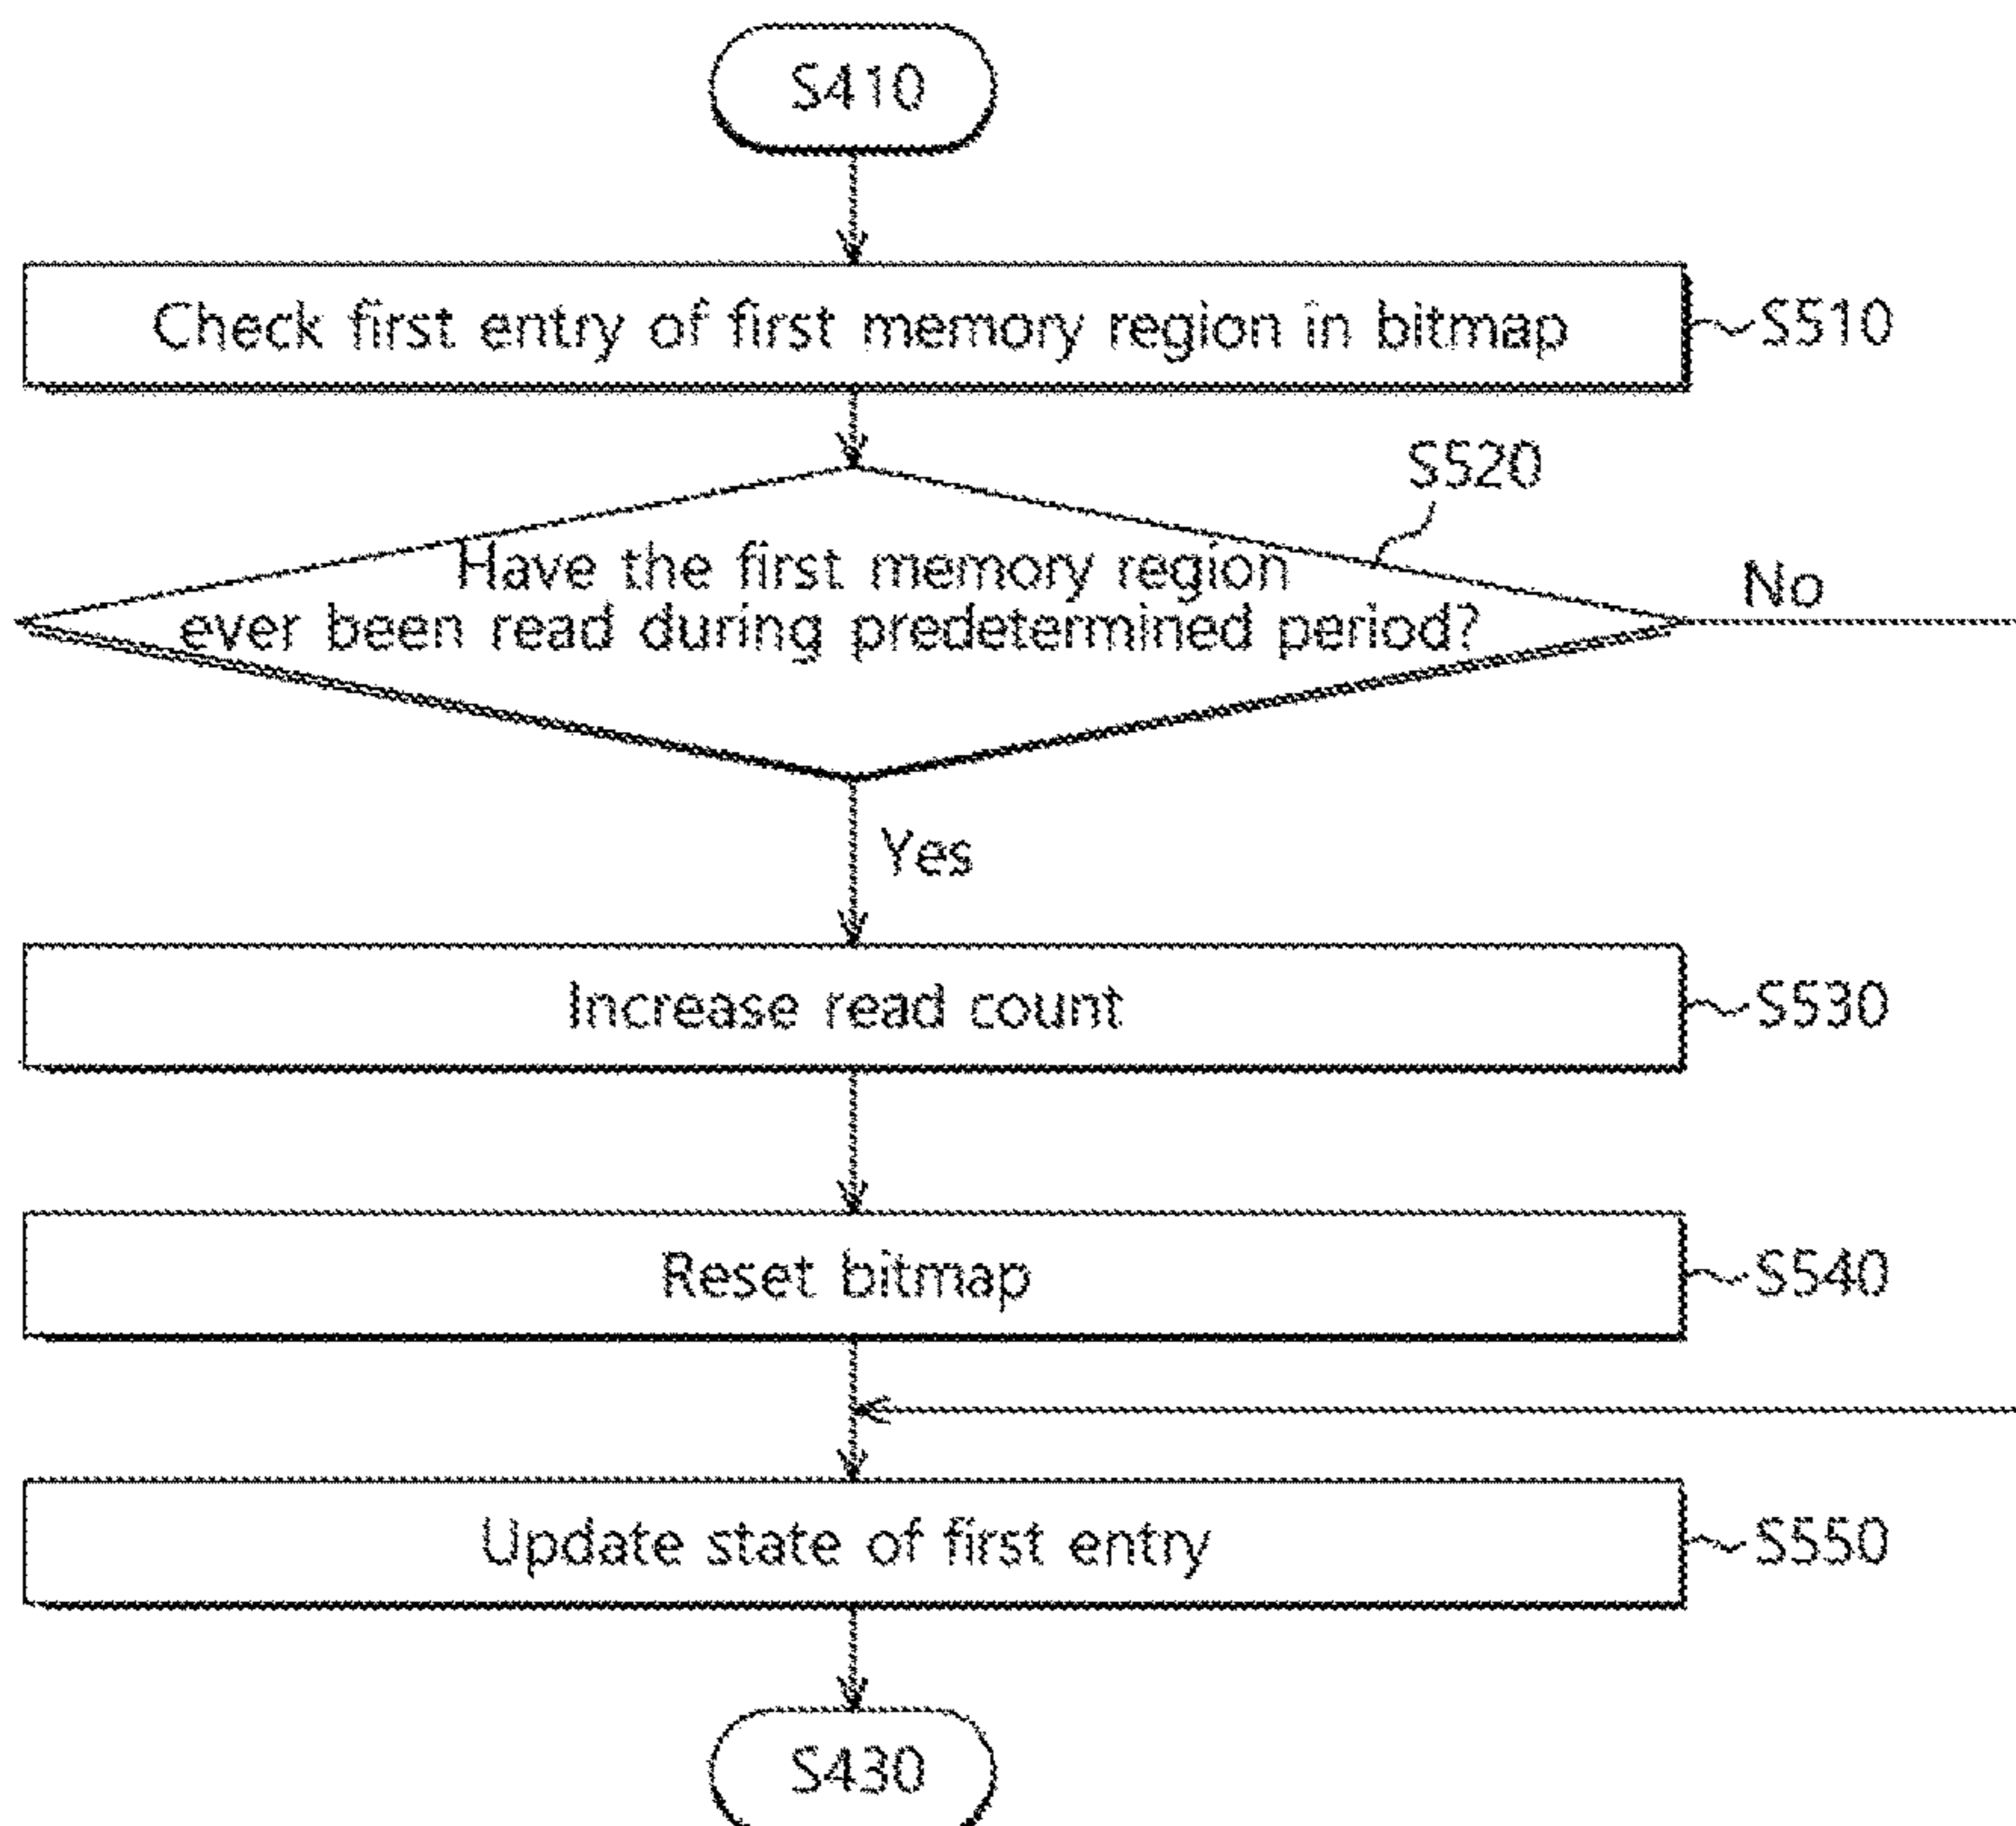 S410
Check first entry of first memory region in bitmap
S510
S520
Have the first memory region
ever been read during predetermined period?
No
Yes
Increase read count
S530
Reset bitmap
S540
Update state of first entry
S550
S430